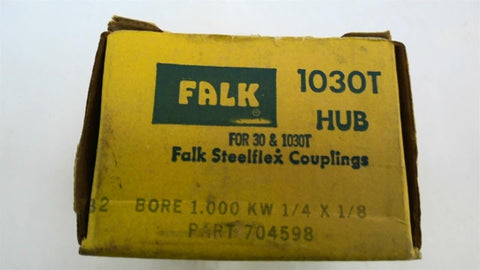 FALK
1030T
HUB
FOR 30 & 1030T
Falk Steelflex Couplings
BORE 1.000 KW 1/4 X 1/8
PART 704598